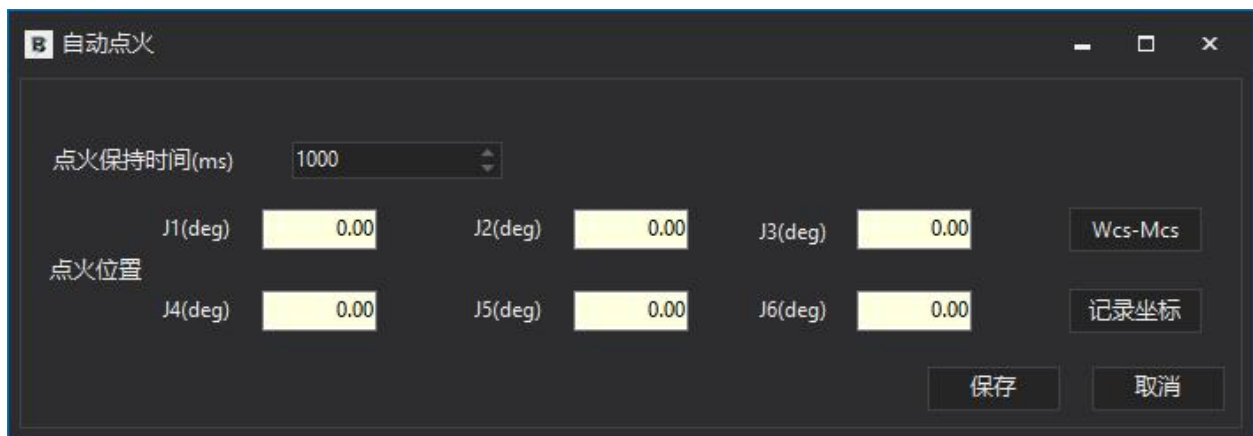 B 自动点火
点火保持时间(ms) 1000
J1(deg) 0.00 J2(deg) 0.00 J3(deg) 0.00 Wcs-Mcs
点火位置
J4(deg) 0.00 J5(deg) 0.00 J6(deg) 0.00 记录坐标
保存 取消